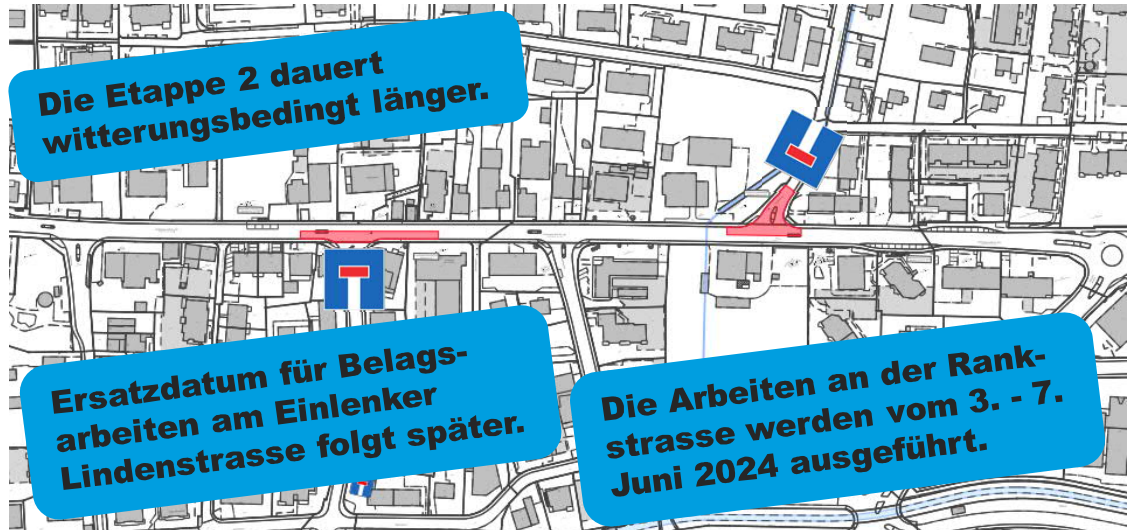 Die Etappe 2 dauert
witterungsbedingt länger.
Ersatzdatum für Belags-
arbeiten am Einlenker
Lindenstrasse folgt später.
Die Arbeiten an der Rank-
strasse werden vom 3. - 7.
Juni 2024 ausgeführt.